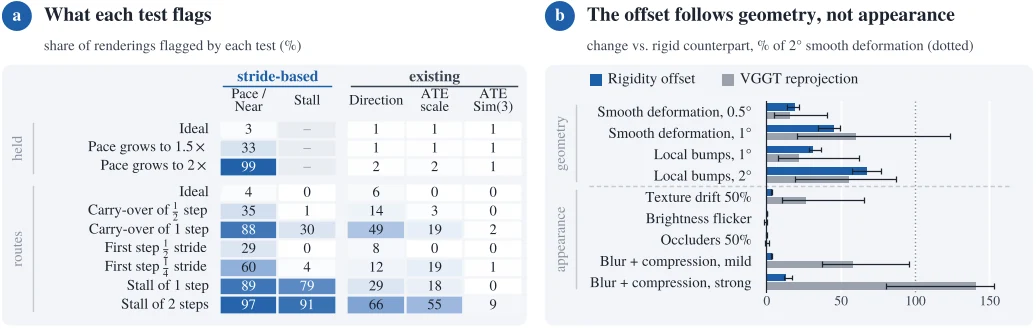 a What each test flags
share of renderings flagged by each test (%)
stride-based existing
Pace / Near Stall Direction ATE scale ATE Sim(3)
held
Ideal 3 – 1 1 1
Pace grows to 1.5× 33 – 1 1 1
Pace grows to 2× 99 – 2 2 1
routes
Ideal 4 0 6 0 0
Carry-over of 1/2 step 35 1 14 3 0
Carry-over of 1 step 88 30 49 19 2
First step 1/2 stride 29 0 8 0 0
First step 1/4 stride 60 4 12 19 1
Stall of 1 step 89 79 29 18 0
Stall of 2 steps 97 91 66 55 9
b The offset follows geometry, not appearance
change vs. rigid counterpart, % of 2° smooth deformation (dotted)
Rigidity offset VGGT reprojection
geometry
Smooth deformation, 0.5°
Smooth deformation, 1°
Local bumps, 1°
Local bumps, 2°
appearance
Texture drift 50%
Brightness flicker
Occluders 50%
Blur + compression, mild
Blur + compression, strong
0 50 100 150